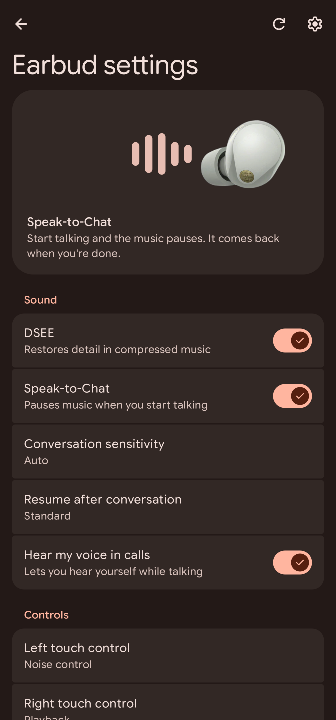 Earbud settings
Speak-to-Chat
Start talking and the music pauses. It comes back
when you're done.
Sound
DSEE
Restores detail in compressed music
Speak-to-Chat
Pauses music when you start talking
Conversation sensitivity
Auto
Resume after conversation
Standard
Hear my voice in calls
Lets you hear yourself while talking
Controls
Left touch control
Noise control
Right touch control
Playback